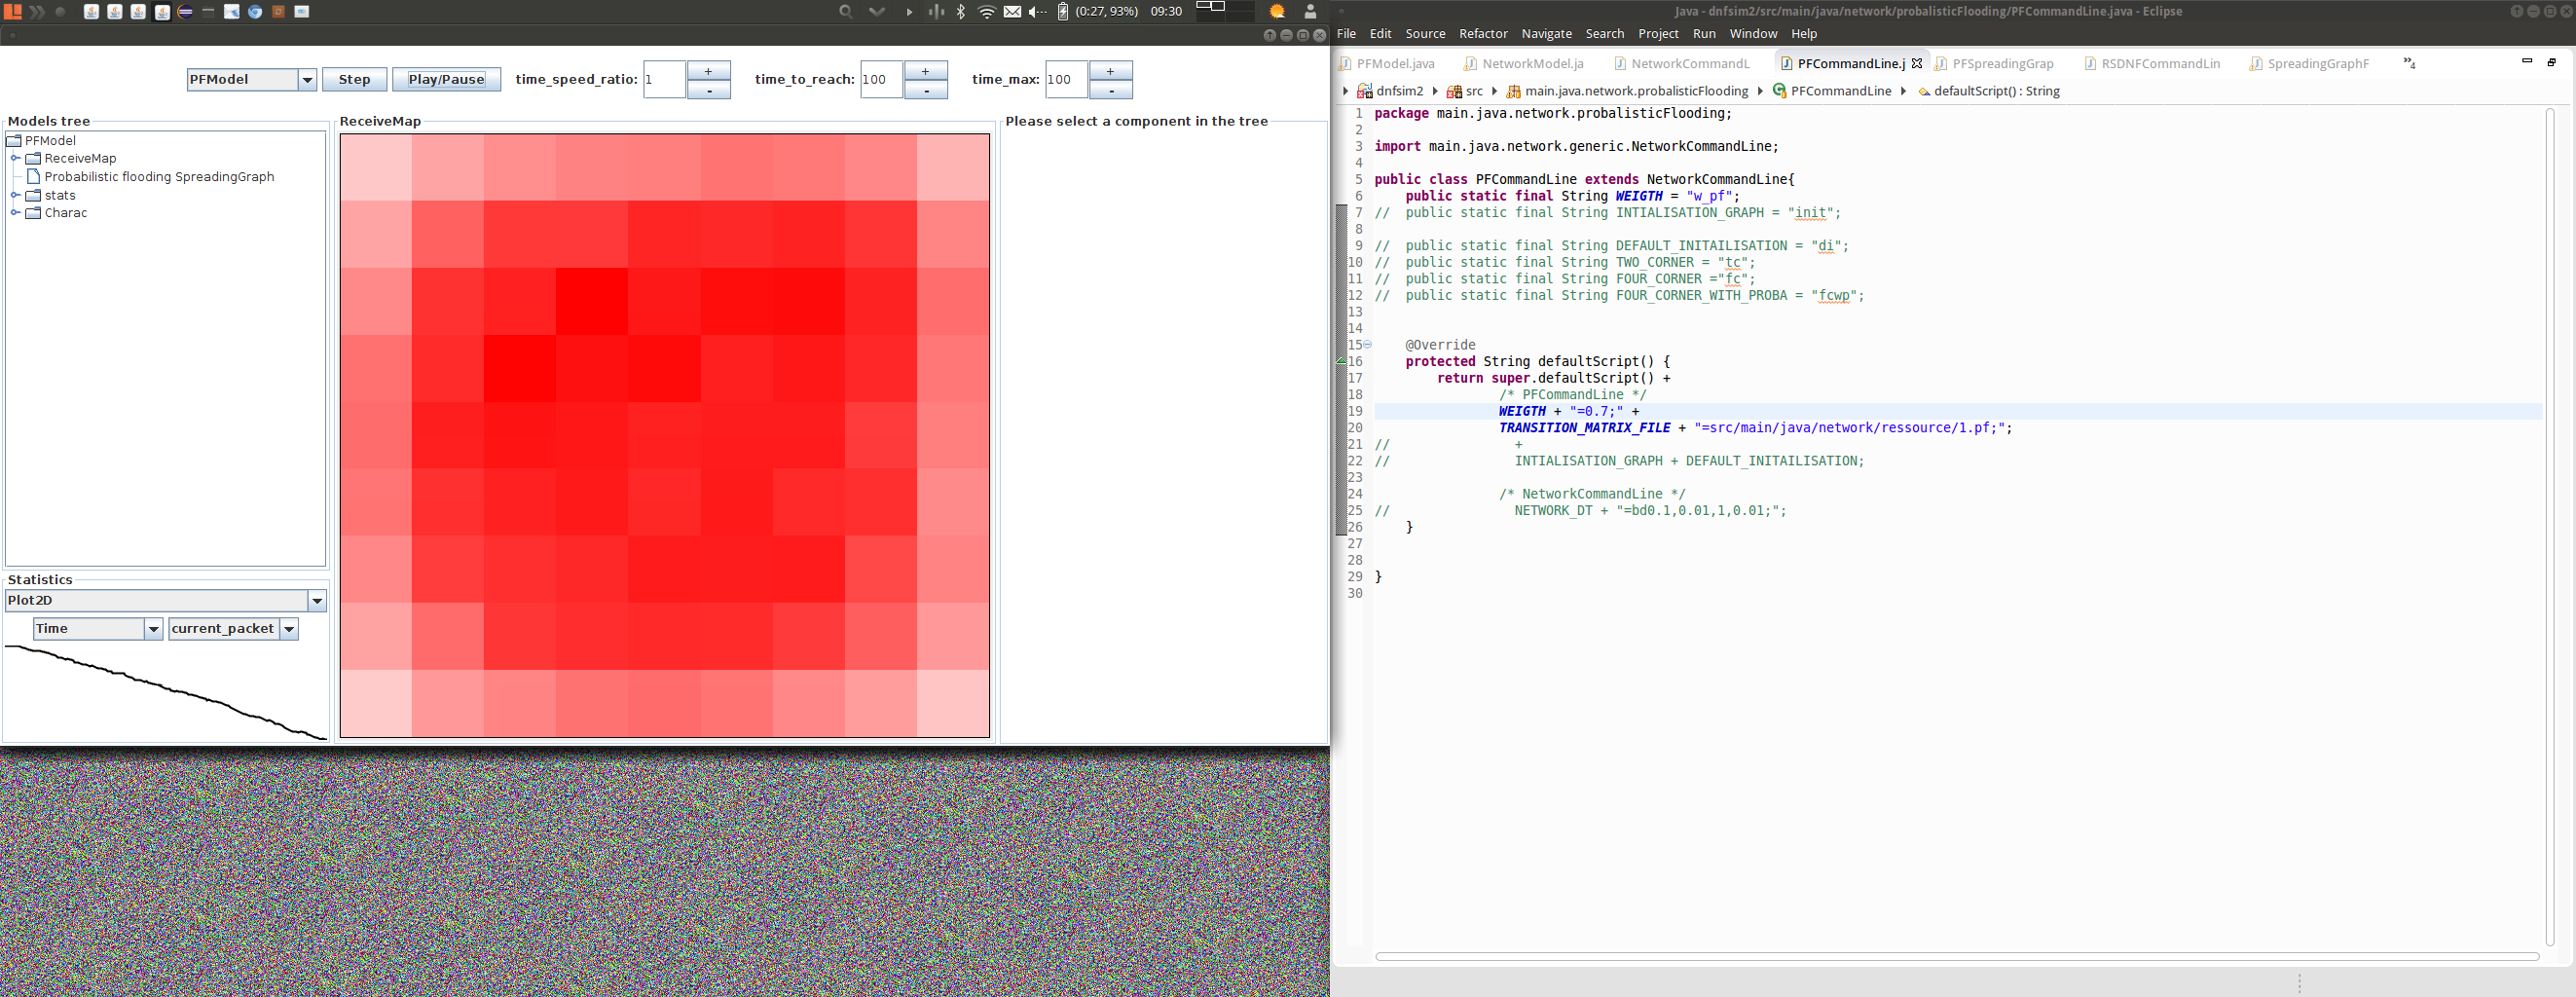 (0:27, 93%) 09:30
PFModel Step Play/Pause time_speed_ratio: 1 + - time_to_reach: 100 + - time_max: 100 + -
Models tree
PFModel
ReceiveMap
Probabilistic flooding SpreadingGraph
stats
Charac
Statistics
Plot2D
Time current_packet
ReceiveMap
Please select a component in the tree
Java - dnfsim2/src/main/java/network/probalisticFlooding/PFCommandLine.java - Eclipse
File Edit Source Refactor Navigate Search Project Run Window Help
PFModel.java NetworkModel.ja NetworkCommandL PFCommandLine.j PFSpreadingGrap RSDNFCommandLin SpreadingGraphF »4
dnfsim2 src main.java.network.probalisticFlooding PFCommandLine defaultScript() : String
1 package main.java.network.probalisticFlooding;
2
3 import main.java.network.generic.NetworkCommandLine;
4
5 public class PFCommandLine extends NetworkCommandLine{
6 public static final String WEIGTH = "w_pf";
7 // public static final String INTIALISATION_GRAPH = "init";
8
9 // public static final String DEFAULT_INITAILISATION = "di";
10 // public static final String TWO_CORNER = "tc";
11 // public static final String FOUR_CORNER ="fc";
12 // public static final String FOUR_CORNER_WITH_PROBA = "fcwp";
13
14
15 @Override
16 protected String defaultScript() {
17 return super.defaultScript() +
18 /* PFCommandLine */
19 WEIGTH + "=0.7;" +
20 TRANSITION_MATRIX_FILE + "=src/main/java/network/ressource/1.pf;";
21 // +
22 // INTIALISATION_GRAPH + DEFAULT_INITAILISATION;
23
24 /* NetworkCommandLine */
25 // NETWORK_DT + "=bd0.1,0.01,1,0.01;";
26 }
27
28
29 }
30